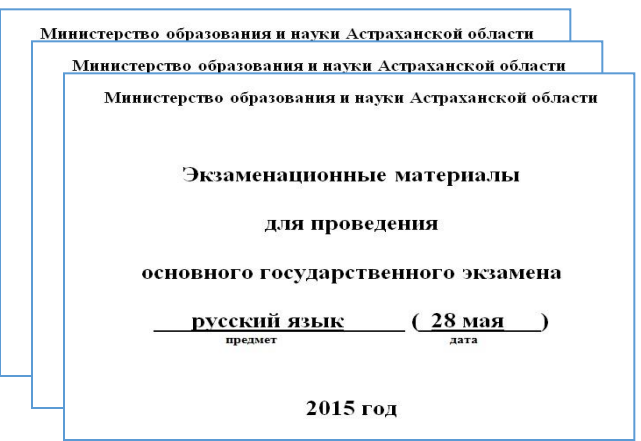 Министерство образования и науки Астраханской области
Министерство образования и науки Астраханской области
Министерство образования и науки Астраханской области
Экзаменационные материалы
для проведения
основного государственного экзамена
русский язык ( 28 мая )
предмет дата
2015 год